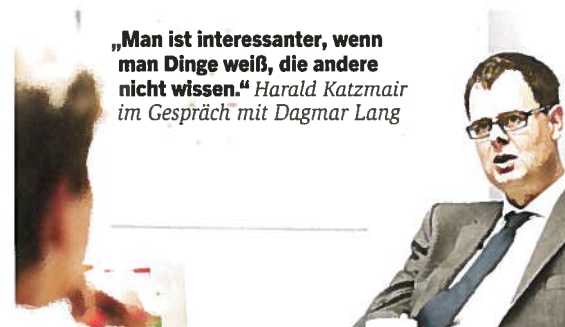 „Man ist interessanter, wenn
man Dinge weiß, die andere
nicht wissen.“ Harald Katzmair
im Gespräch mit Dagmar Lang